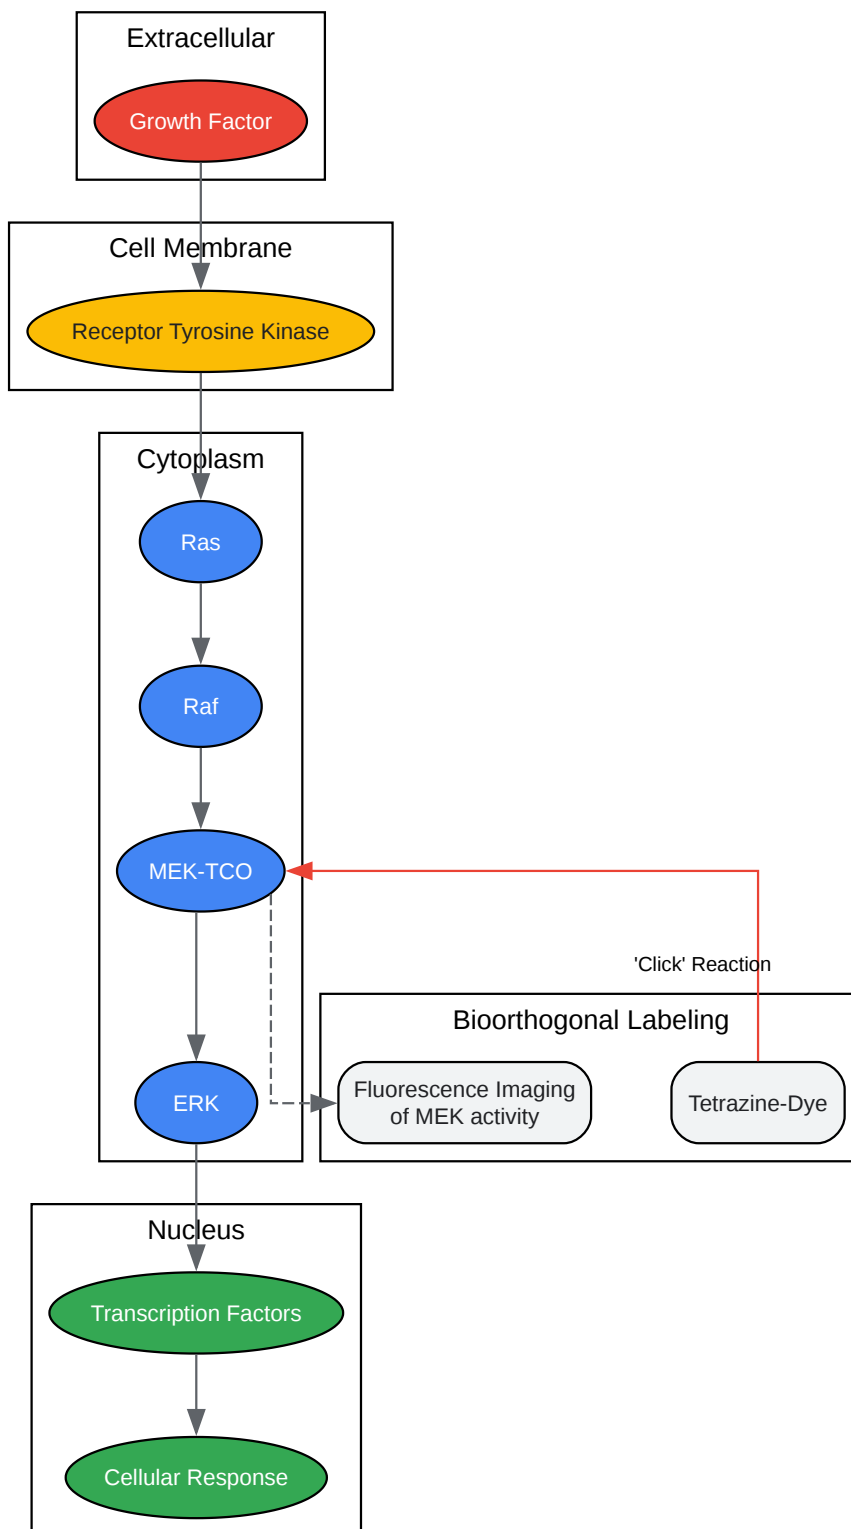 Extracellular
Growth Factor
Cell Membrane
Receptor Tyrosine Kinase
Cytoplasm
Ras
Raf
MEK-TCO
'Click' Reaction
Bioorthogonal Labeling
Fluorescence Imaging
of MEK activity
Tetrazine-Dye
ERK
Nucleus
Transcription Factors
Cellular Response